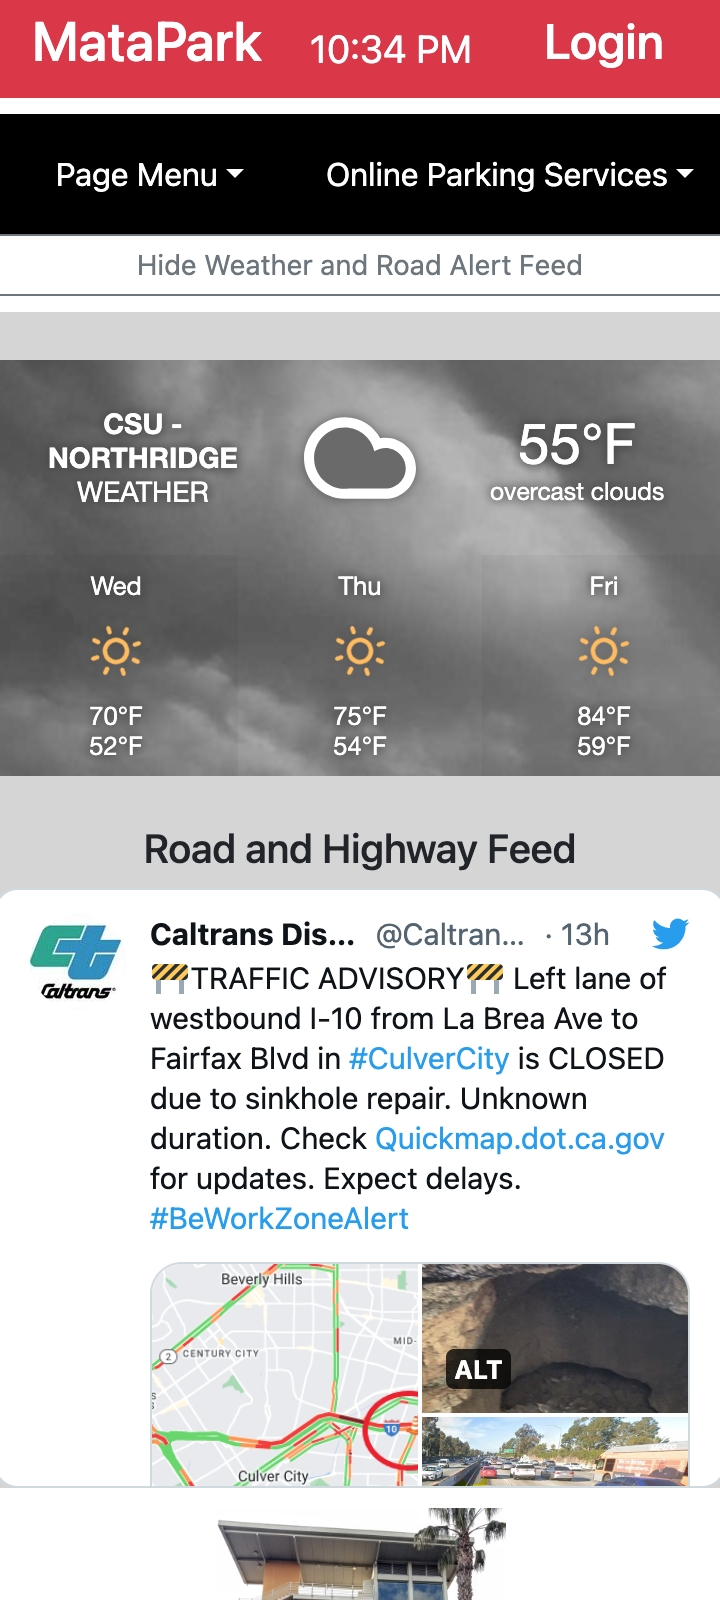 MataPark 10:34 PM Login
Page Menu Online Parking Services
Hide Weather and Road Alert Feed
CSU -
NORTHRIDGE
WEATHER
55°F
overcast clouds
Wed Thu Fri
70°F 75°F 84°F
52°F 54°F 59°F
Road and Highway Feed
Caltrans Dis... @Caltran... · 13h
Caltrans
🚧TRAFFIC ADVISORY🚧 Left lane of
westbound I-10 from La Brea Ave to
Fairfax Blvd in #CulverCity is CLOSED
due to sinkhole repair. Unknown
duration. Check Quickmap.dot.ca.gov
for updates. Expect delays.
#BeWorkZoneAlert
Beverly Hills
MID-
2 CENTURY CITY
ALT
10
Culver City